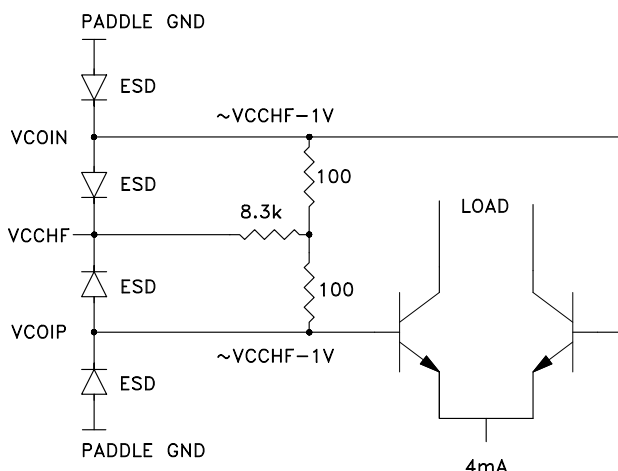 PADDLE GND
ESD
VCOIN
~VCCHF-1V
ESD
100
8.3k
LOAD
VCCHF
ESD
100
VCOIP
~VCCHF-1V
ESD
PADDLE GND
4mA